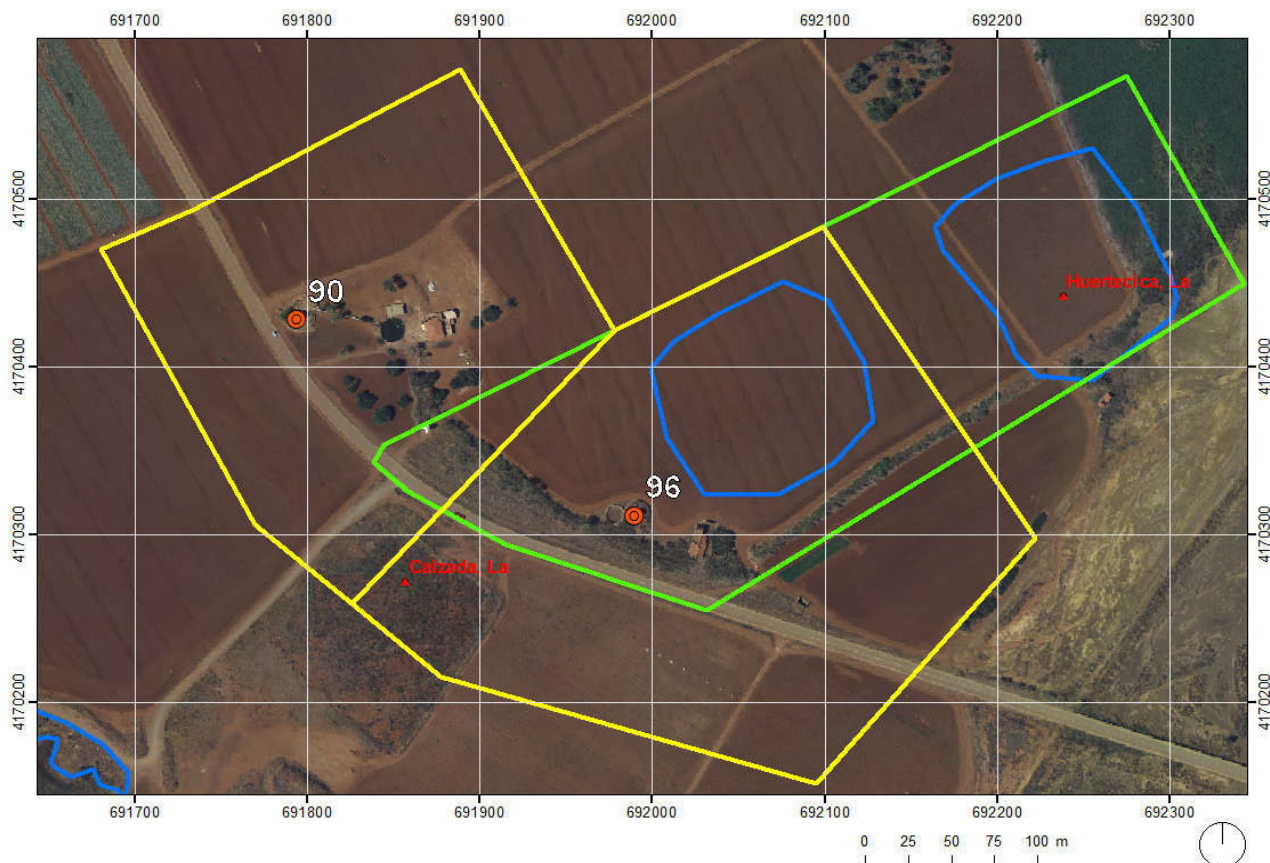 691700 691800 691900 692000 692100 692200 692300
4170500 4170500
90
Huertecica, La
4170400 4170400
96
4170300 4170300
Calzada, La
4170200 4170200
691700 691800 691900 692000 692100 692200 692300
0 25 50 75 100 m